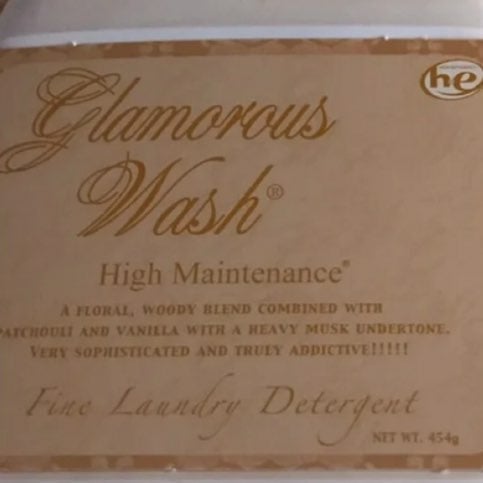 Glamorous
he
Wash®
High Maintenance®
A FLORAL, WOODY BLEND COMBINED WITH
PATCHOULI AND VANILLA WITH A HEAVY MUSK UNDERTONE.
VERY SOPHISTICATED AND TRULY ADDICTIVE!!!!!
Fine Laundry Detergent
NET WT. 454g